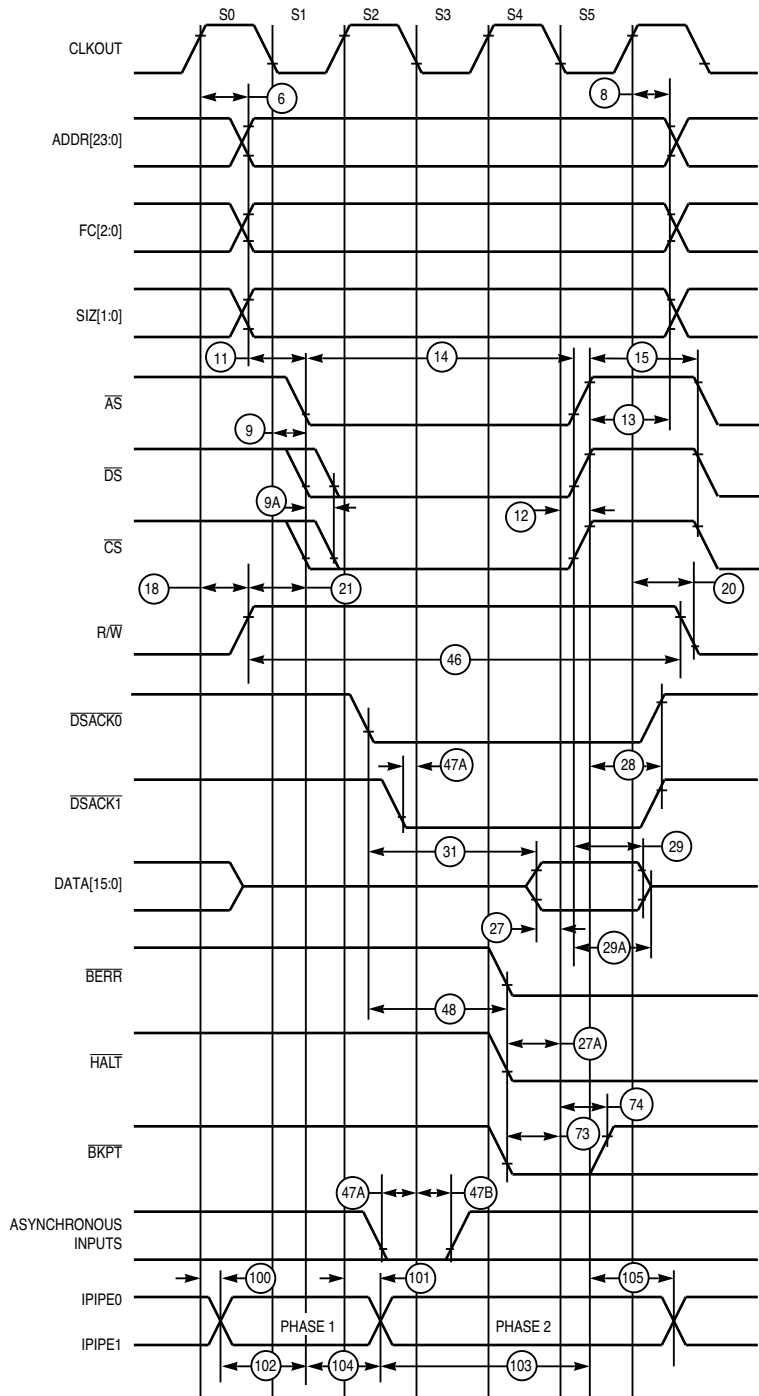 S0 S1 S2 S3 S4 S5
CLKOUT
6 8
ADDR[23:0]
FC[2:0]
SIZ[1:0]
11 14 15
AS
13
9
DS
9A 12
CS
18 21 20
R/W
46
DSACK0
47A 28
DSACK1
31 29
DATA[15:0]
27 29A
BERR
48
27A
HALT
74
73
BKPT
47A 47B
ASYNCHRONOUS
INPUTS
100 101 105
IPIPE0
PHASE 1 PHASE 2
IPIPE1
102 104 103